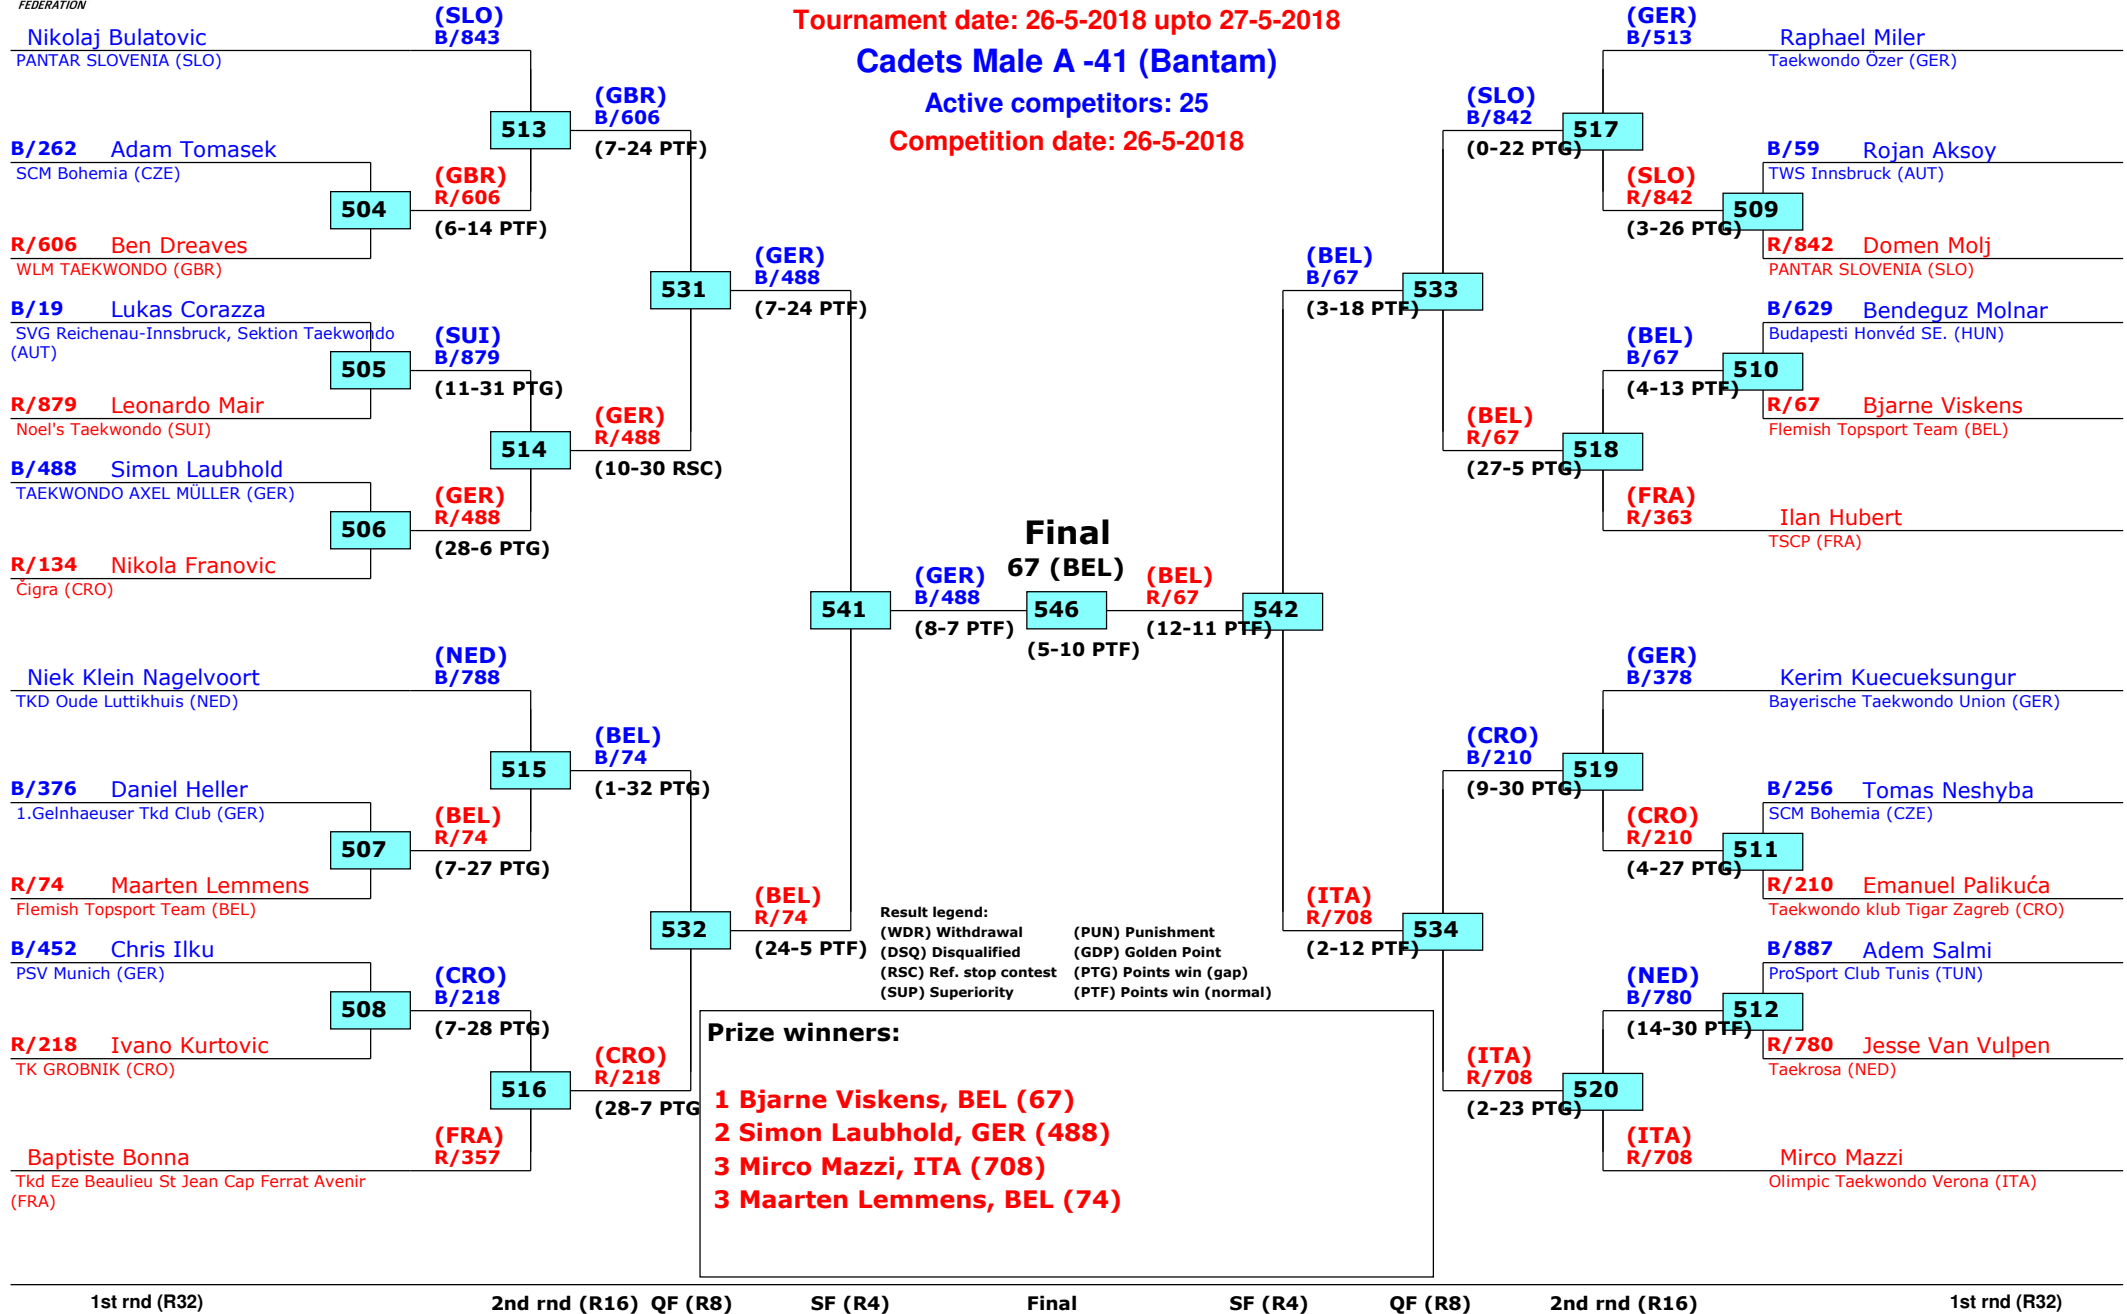 FEDERATION
Tournament date: 26-5-2018 upto 27-5-2018
Cadets Male A -41 (Bantam)
Active competitors: 25
Competition date: 26-5-2018
Nikolaj Bulatovic
PANTAR SLOVENIA (SLO)
(SLO)
B/843
B/262 Adam Tomasek
SCM Bohemia (CZE)
504
R/606 Ben Dreaves
WLM TAEKWONDO (GBR)
(GBR)
R/606
(6-14 PTF)
513
(GBR)
B/606
(7-24 PTF)
B/19 Lukas Corazza
SVG Reichenau-Innsbruck, Sektion Taekwondo
(AUT)
505
R/879 Leonardo Mair
Noel's Taekwondo (SUI)
(SUI)
B/879
(11-31 PTG)
B/488 Simon Laubhold
TAEKWONDO AXEL MÜLLER (GER)
506
R/134 Nikola Franovic
Čigra (CRO)
(GER)
R/488
(28-6 PTG)
514
(GER)
R/488
(10-30 RSC)
531
(GER)
B/488
(7-24 PTF)
Niek Klein Nagelvoort
TKD Oude Luttikhuis (NED)
(NED)
B/788
B/376 Daniel Heller
1.Gelnhaeuser Tkd Club (GER)
507
R/74 Maarten Lemmens
Flemish Topsport Team (BEL)
(BEL)
R/74
(7-27 PTG)
515
(BEL)
B/74
(1-32 PTG)
B/452 Chris Ilku
PSV Munich (GER)
508
R/218 Ivano Kurtovic
TK GROBNIK (CRO)
(CRO)
B/218
(7-28 PTG)
516
Baptiste Bonna
Tkd Eze Beaulieu St Jean Cap Ferrat Avenir
(FRA)
(FRA)
R/357
(CRO)
R/218
(28-7 PTG
532
(BEL)
R/74
(24-5 PTF)
541
(GER)
B/488
(8-7 PTF)
Final
67 (BEL)
546
(5-10 PTF)
(BEL)
R/67
(12-11 PTF)
542
(BEL)
B/67
(3-18 PTF)
533
(SLO)
B/842
(0-22 PTG)
517
(GER)
B/513
Raphael Miler
Taekwondo Özer (GER)
B/59 Rojan Aksoy
TWS Innsbruck (AUT)
(SLO)
R/842
(3-26 PTG)
509
R/842 Domen Molj
PANTAR SLOVENIA (SLO)
B/629 Bendeguz Molnar
Budapesti Honvéd SE. (HUN)
(BEL)
B/67
(4-13 PTF)
510
R/67 Bjarne Viskens
Flemish Topsport Team (BEL)
(BEL)
R/67
(27-5 PTG)
518
(FRA)
R/363
Ilan Hubert
TSCP (FRA)
(GER)
B/378
Kerim Kuecueksungur
Bayerische Taekwondo Union (GER)
(CRO)
B/210
(9-30 PTG)
519
B/256 Tomas Neshyba
SCM Bohemia (CZE)
(CRO)
R/210
(4-27 PTG)
511
R/210 Emanuel Palikuća
Taekwondo klub Tigar Zagreb (CRO)
(ITA)
R/708
(2-12 PTF)
534
B/887 Adem Salmi
ProSport Club Tunis (TUN)
(NED)
B/780
(14-30 PTF)
512
R/780 Jesse Van Vulpen
Taekrosa (NED)
(ITA)
R/708
(2-23 PTG)
520
(ITA)
R/708
Mirco Mazzi
Olimpic Taekwondo Verona (ITA)
Result legend:
(WDR) Withdrawal (PUN) Punishment
(DSQ) Disqualified (GDP) Golden Point
(RSC) Ref. stop contest (PTG) Points win (gap)
(SUP) Superiority (PTF) Points win (normal)
Prize winners:
1 Bjarne Viskens, BEL (67)
2 Simon Laubhold, GER (488)
3 Mirco Mazzi, ITA (708)
3 Maarten Lemmens, BEL (74)
1st rnd (R32) 2nd rnd (R16) QF (R8) SF (R4) Final SF (R4) QF (R8) 2nd rnd (R16) 1st rnd (R32)